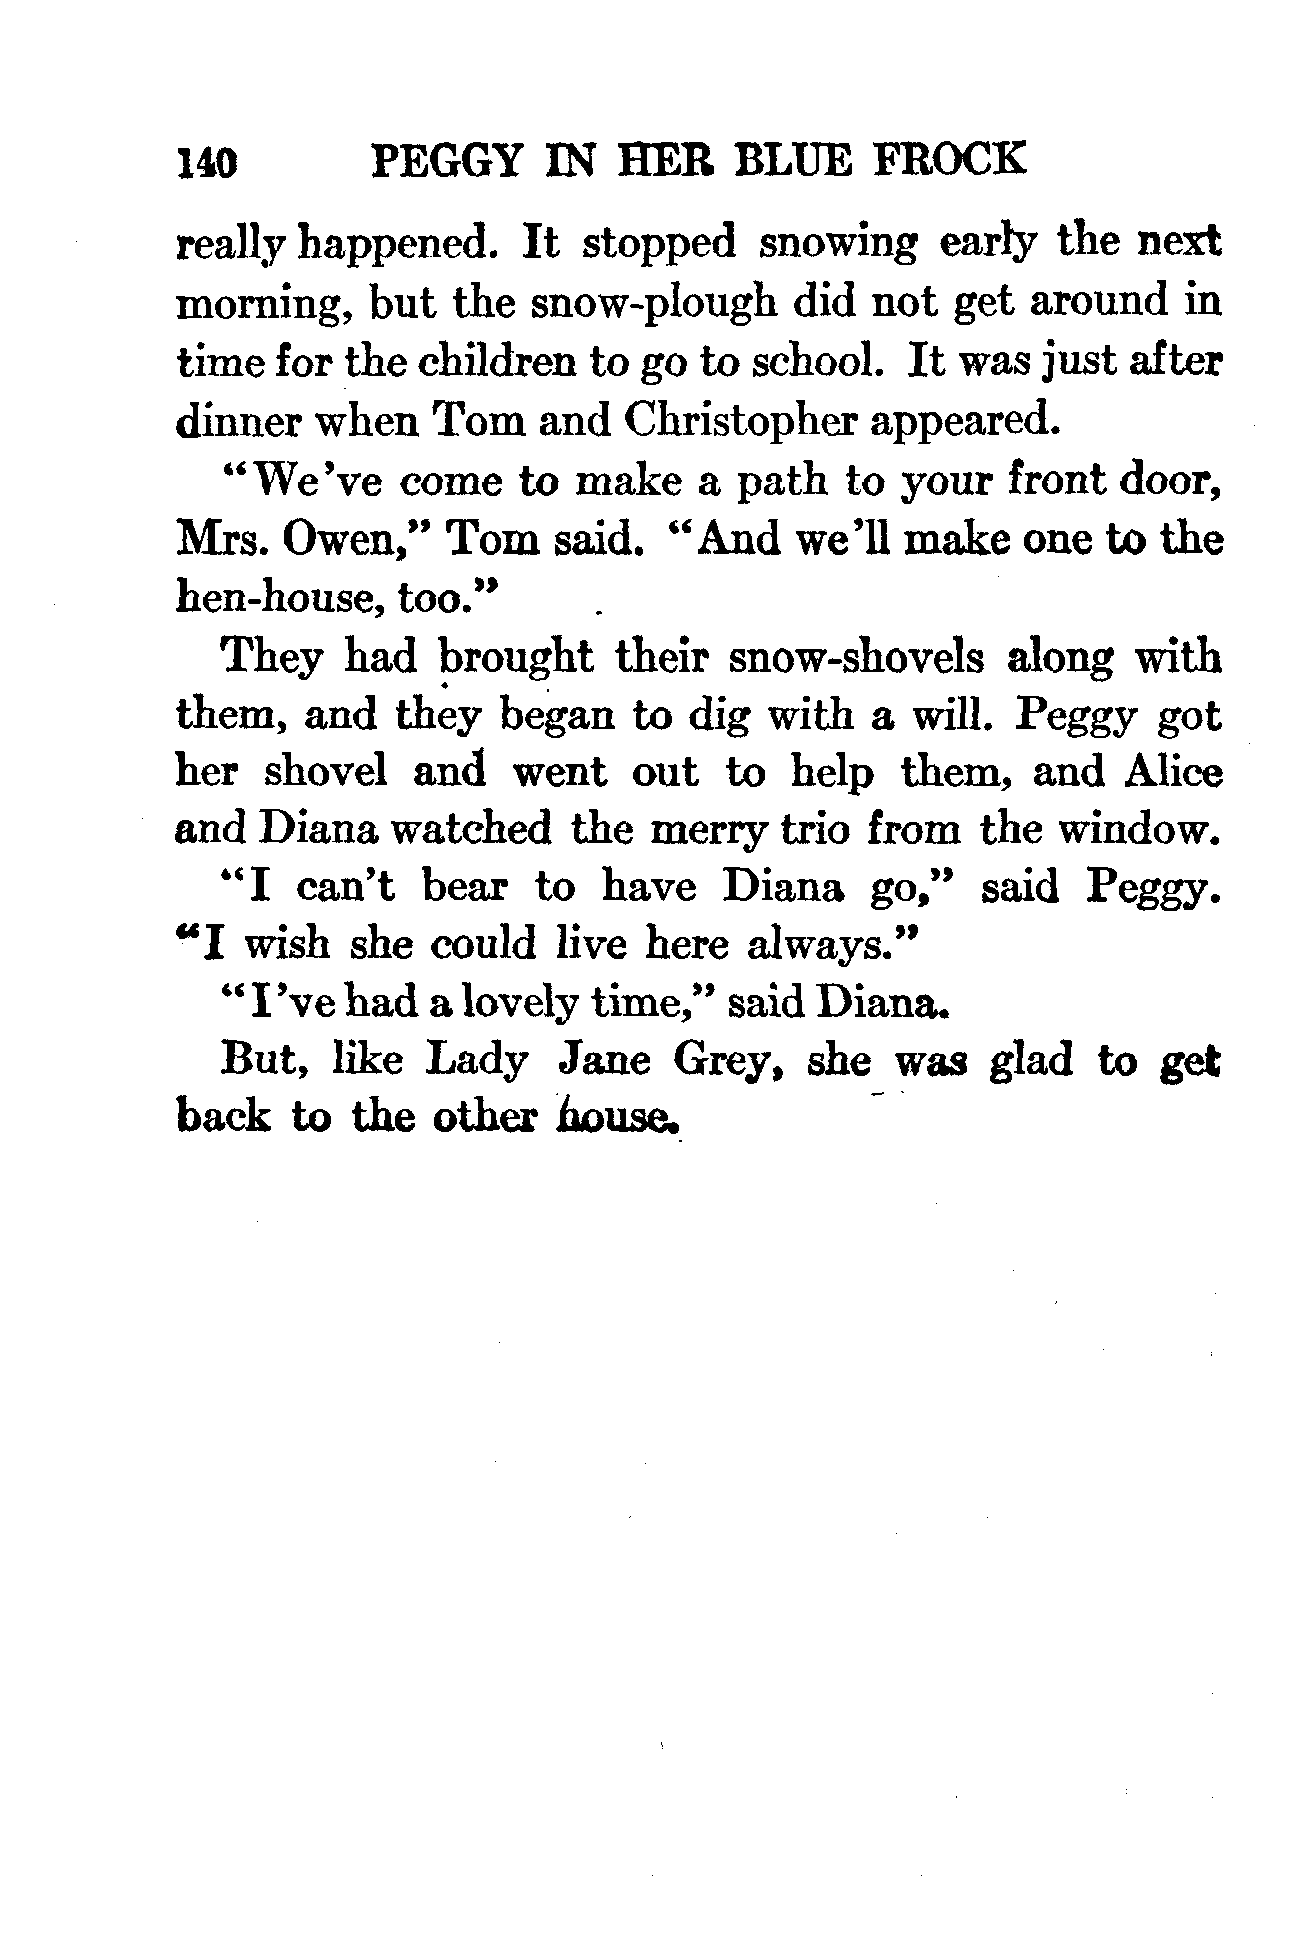 140 PEGGY IN HER BLUE FROCK
really happened. It stopped snowing early the next
morning, but the snow-plough did not get around in
time for the children to go to school. It was just after
dinner when Tom and Christopher appeared.
"We've come to make a path to your front door,
Mrs. Owen," Tom said. "And we'll make one to the
hen-house, too."
They had brought their snow-shovels along with
them, and they began to dig with a will. Peggy got
her shovel and went out to help them, and Alice
and Diana watched the merry trio from the window.
"I can't bear to have Diana go," said Peggy.
"I wish she could live here always."
"I've had a lovely time," said Diana.
But, like Lady Jane Grey, she was glad to get
back to the other house.